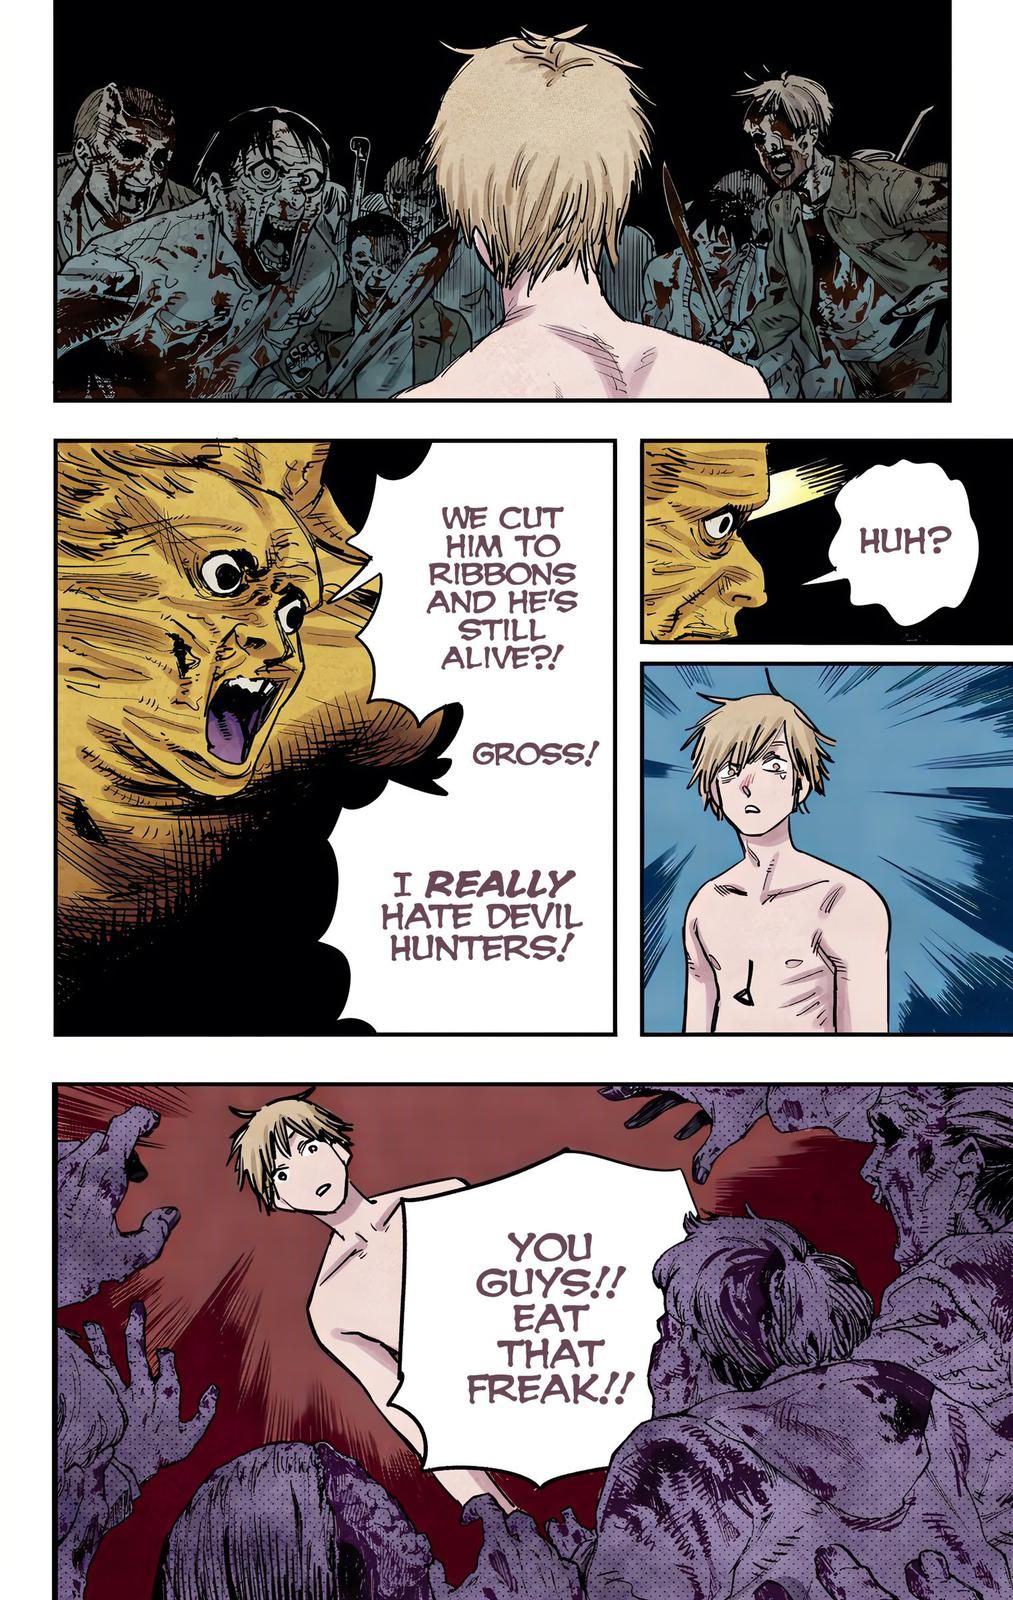 HUH?
WE CUT
HIM TO
RIBBONS
AND HE'S
STILL
ALIVE?!
GROSS!
I REALLY
HATE DEVIL
HUNTERS!
YOU
GUYS!!
EAT
THAT
FREAK!!